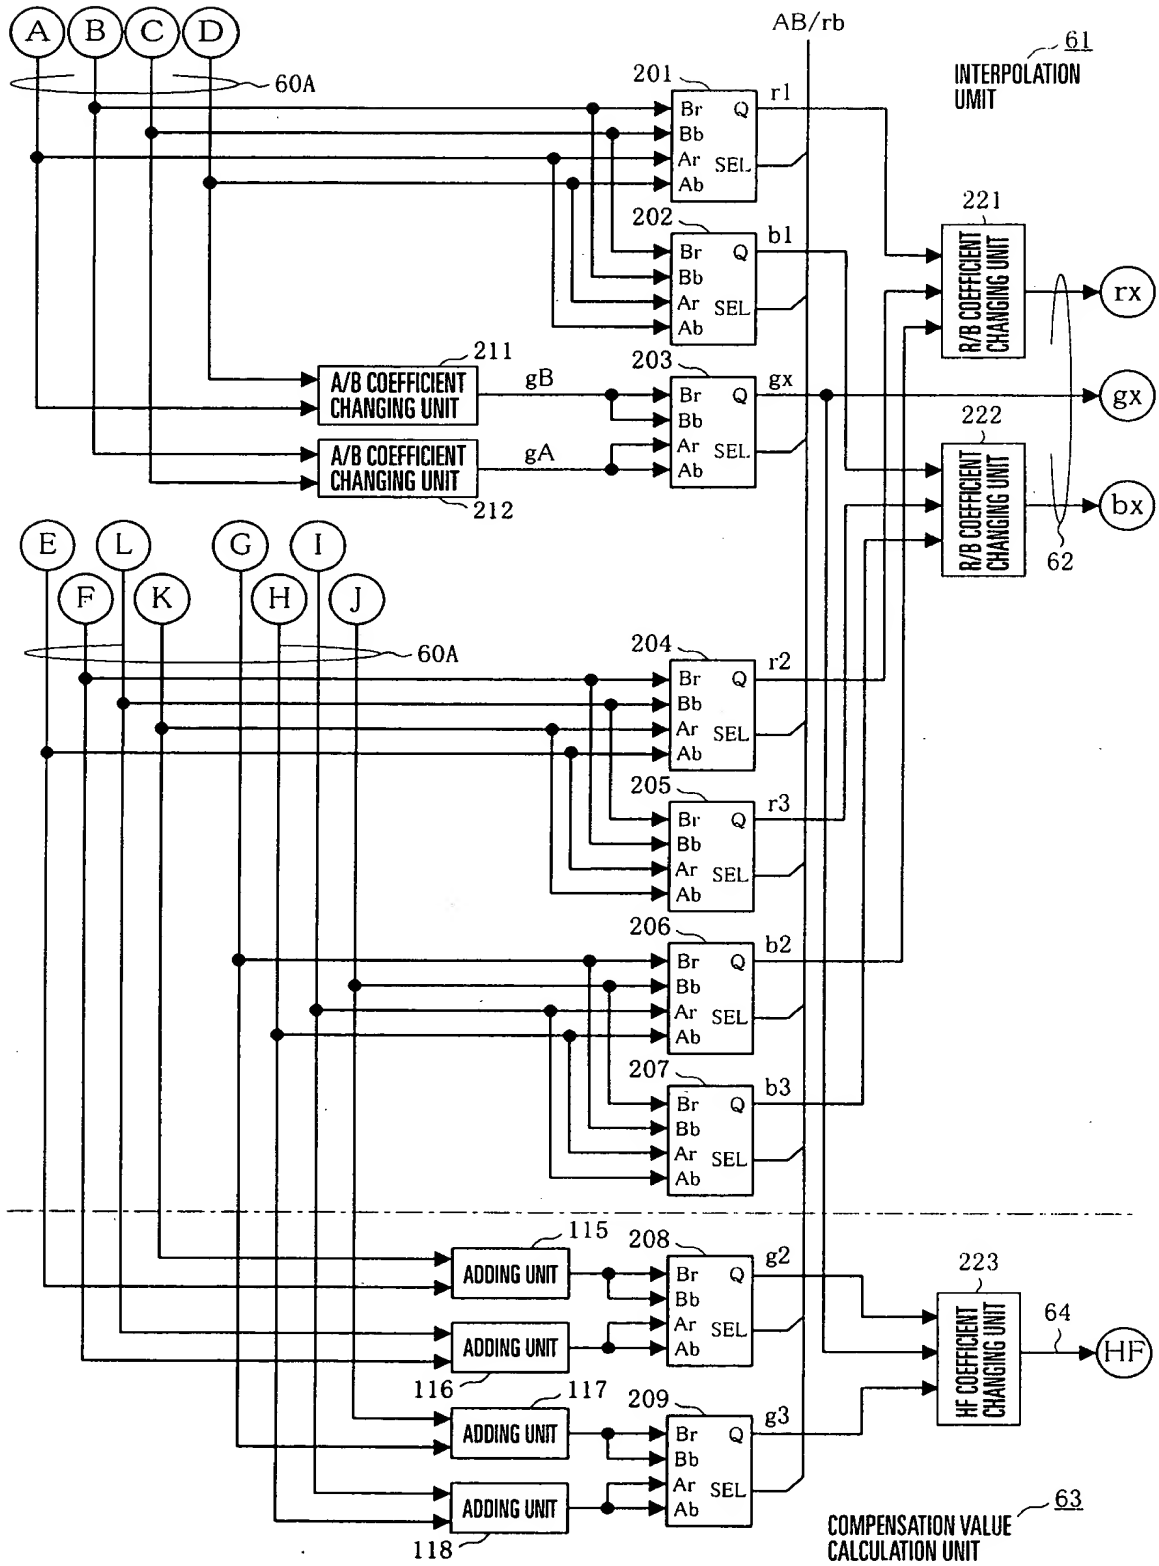 A B C D
AB/rb
61
INTERPOLATION
UMIT
60A
201
Br Q r1
Bb
Ar SEL
Ab
202
Br Q b1
Bb
Ar SEL
Ab
221
R/B COEFFICIENT
CHANGING UNIT
rx
211
A/B COEFFICIENT
CHANGING UNIT
gB
203
Br Q gx
Bb
Ar SEL
Ab
gx
A/B COEFFICIENT
CHANGING UNIT
gA
212
222
R/B COEFFICIENT
CHANGING UNIT
bx
62
E L G I
F K H J
60A
204
Br Q r2
Bb
Ar SEL
Ab
205
Br Q r3
Bb
Ar SEL
Ab
206
Br Q b2
Bb
Ar SEL
Ab
207
Br Q b3
Bb
Ar SEL
Ab
115
ADDING UNIT
208
Br Q g2
Bb
Ar SEL
Ab
ADDING UNIT
116
223
HF COEFFICIENT
CHANGING UNIT
64
HF
117
ADDING UNIT
209
Br Q g3
Bb
Ar SEL
Ab
ADDING UNIT
118
63
COMPENSATION VALUE
CALCULATION UNIT